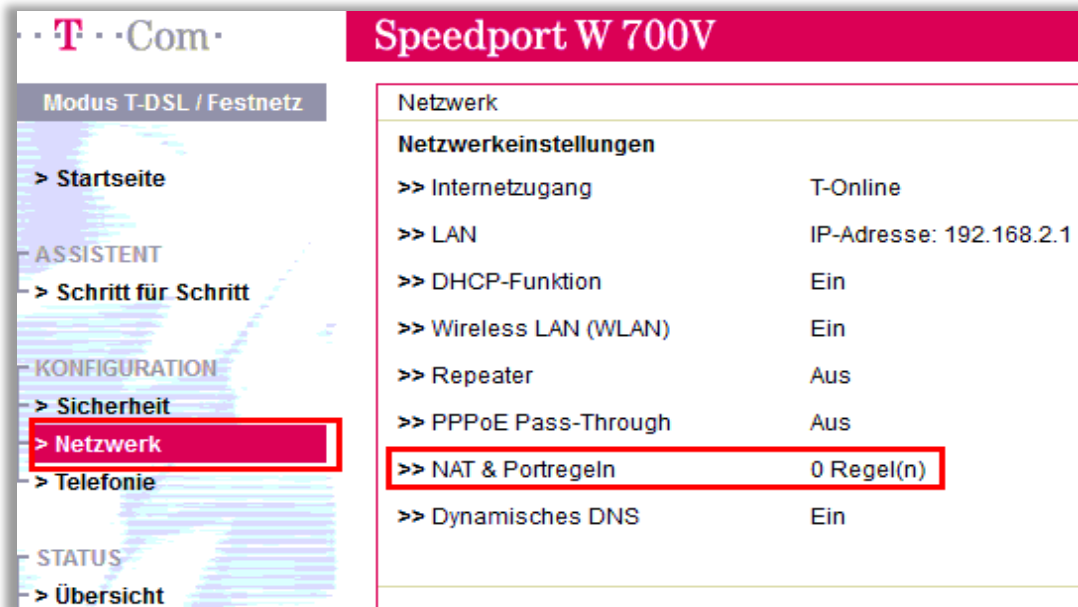 ··T··Com·
Speedport W 700V
Modus T-DSL / Festnetz
> Startseite
ASSISTENT
> Schritt für Schritt
KONFIGURATION
> Sicherheit
> Netzwerk
> Telefonie
STATUS
> Übersicht
Netzwerk
Netzwerkeinstellungen
>> Internetzugang T-Online
>> LAN IP-Adresse: 192.168.2.1
>> DHCP-Funktion Ein
>> Wireless LAN (WLAN) Ein
>> Repeater Aus
>> PPPoE Pass-Through Aus
>> NAT & Portregeln 0 Regel(n)
>> Dynamisches DNS Ein